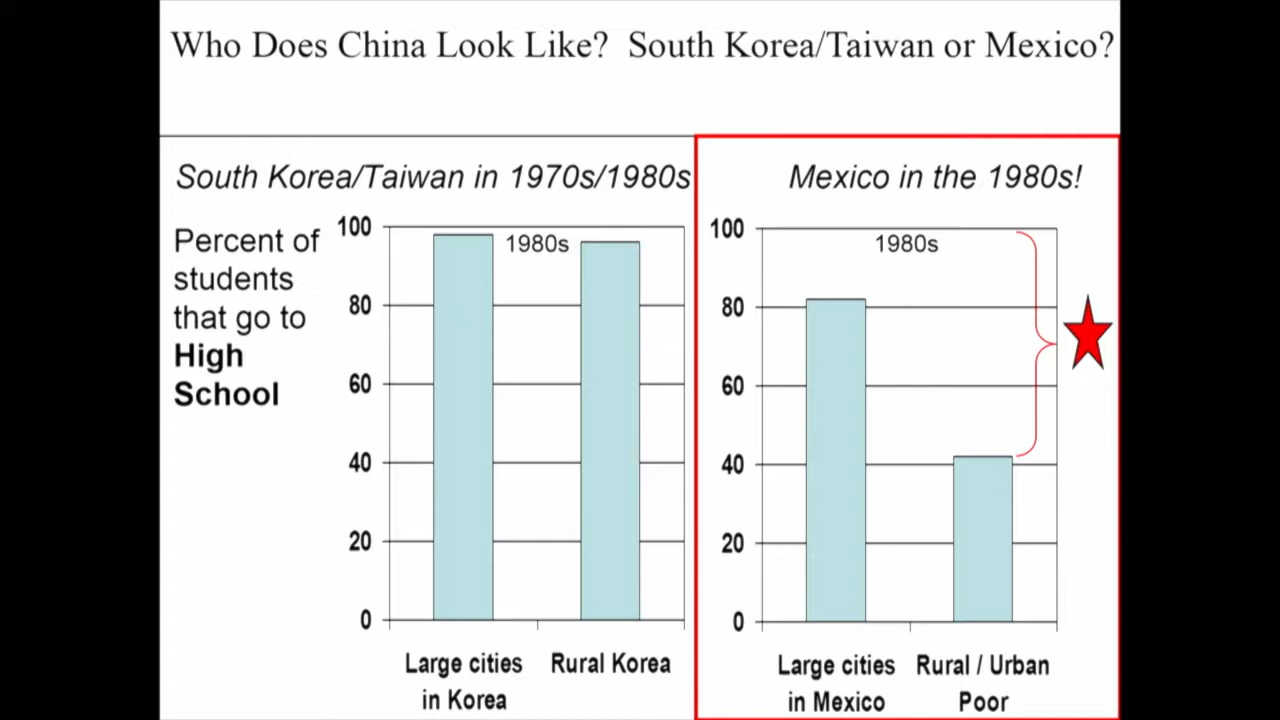 Who Does China Look Like?  South Korea/Taiwan or Mexico?
South Korea/Taiwan in 1970s/1980s
Percent of
students
that go to
High
School
100
80
60
40
20
0
1980s
Large cities
in Korea
Rural Korea
Mexico in the 1980s!
100
80
60
40
20
0
1980s
Large cities
in Mexico
Rural / Urban
Poor